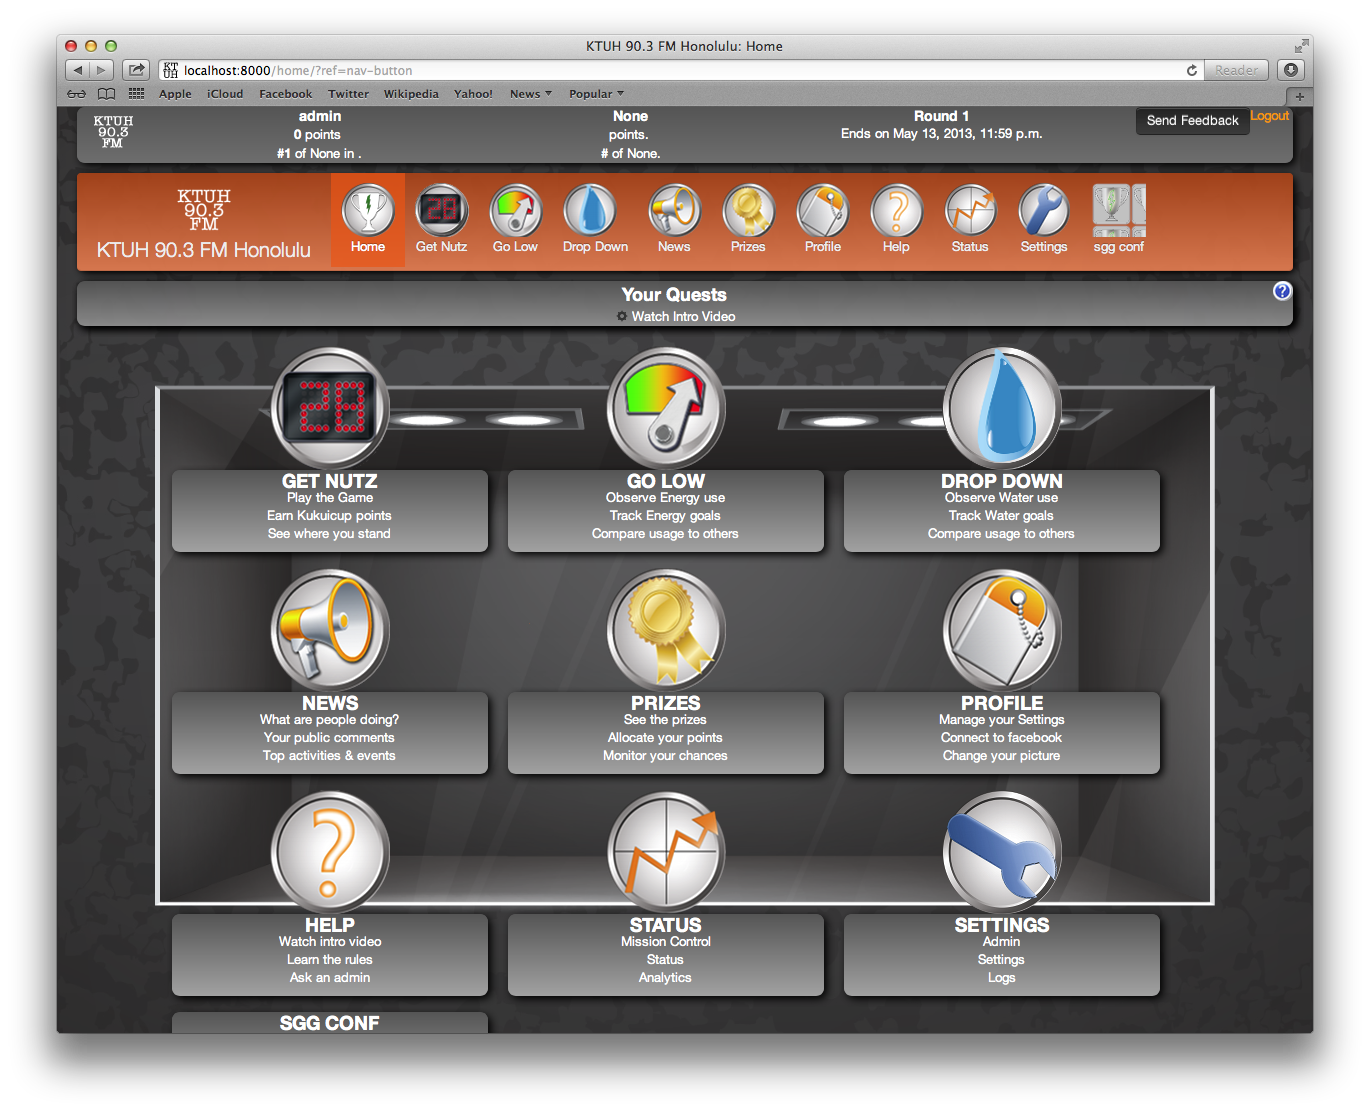 KTUH 90.3 FM Honolulu: Home
KT
UH
localhost:8000/home/?ref=nav-button
Reader
Apple
iCloud
Facebook
Twitter
Wikipedia
Yahoo!
News
Popular
KTUH
90.3
FM
admin
0 points
#1 of None in .
None
points.
# of None.
Round 1
Ends on May 13, 2013, 11:59 p.m.
Send Feedback
Logout
KTUH
90.3
FM
KTUH 90.3 FM Honolulu
Home
28
Get Nutz
Go Low
Drop Down
News
Prizes
Profile
?
Help
Status
Settings
sgg conf
Your Quests
?
Watch Intro Video
28
GET NUTZ
Play the Game
Earn Kukuicup points
See where you stand
GO LOW
Observe Energy use
Track Energy goals
Compare usage to others
DROP DOWN
Observe Water use
Track Water goals
Compare usage to others
NEWS
What are people doing?
Your public comments
Top activities & events
PRIZES
See the prizes
Allocate your points
Monitor your chances
PROFILE
Manage your Settings
Connect to facebook
Change your picture
?
HELP
Watch intro video
Learn the rules
Ask an admin
STATUS
Mission Control
Status
Analytics
SETTINGS
Admin
Settings
Logs
SGG CONF